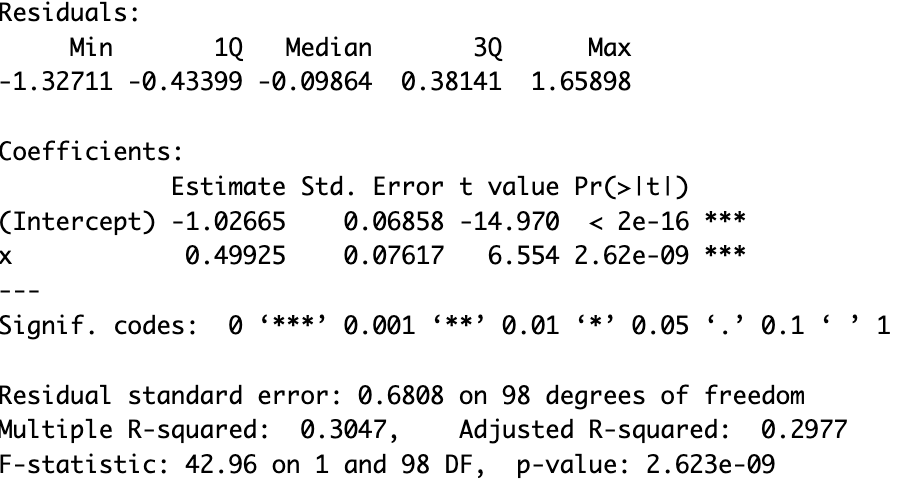 Residuals:
     Min       1Q   Median       3Q      Max
-1.32711 -0.43399 -0.09864  0.38141  1.65898

Coefficients:
            Estimate Std. Error t value Pr(>|t|)
(Intercept) -1.02665    0.06858 -14.970  < 2e-16 ***
x            0.49925    0.07617   6.554 2.62e-09 ***
---
Signif. codes:  0 ‘***’ 0.001 ‘**’ 0.01 ‘*’ 0.05 ‘.’ 0.1 ‘ ’ 1

Residual standard error: 0.6808 on 98 degrees of freedom
Multiple R-squared:  0.3047,    Adjusted R-squared:  0.2977
F-statistic: 42.96 on 1 and 98 DF,  p-value: 2.623e-09